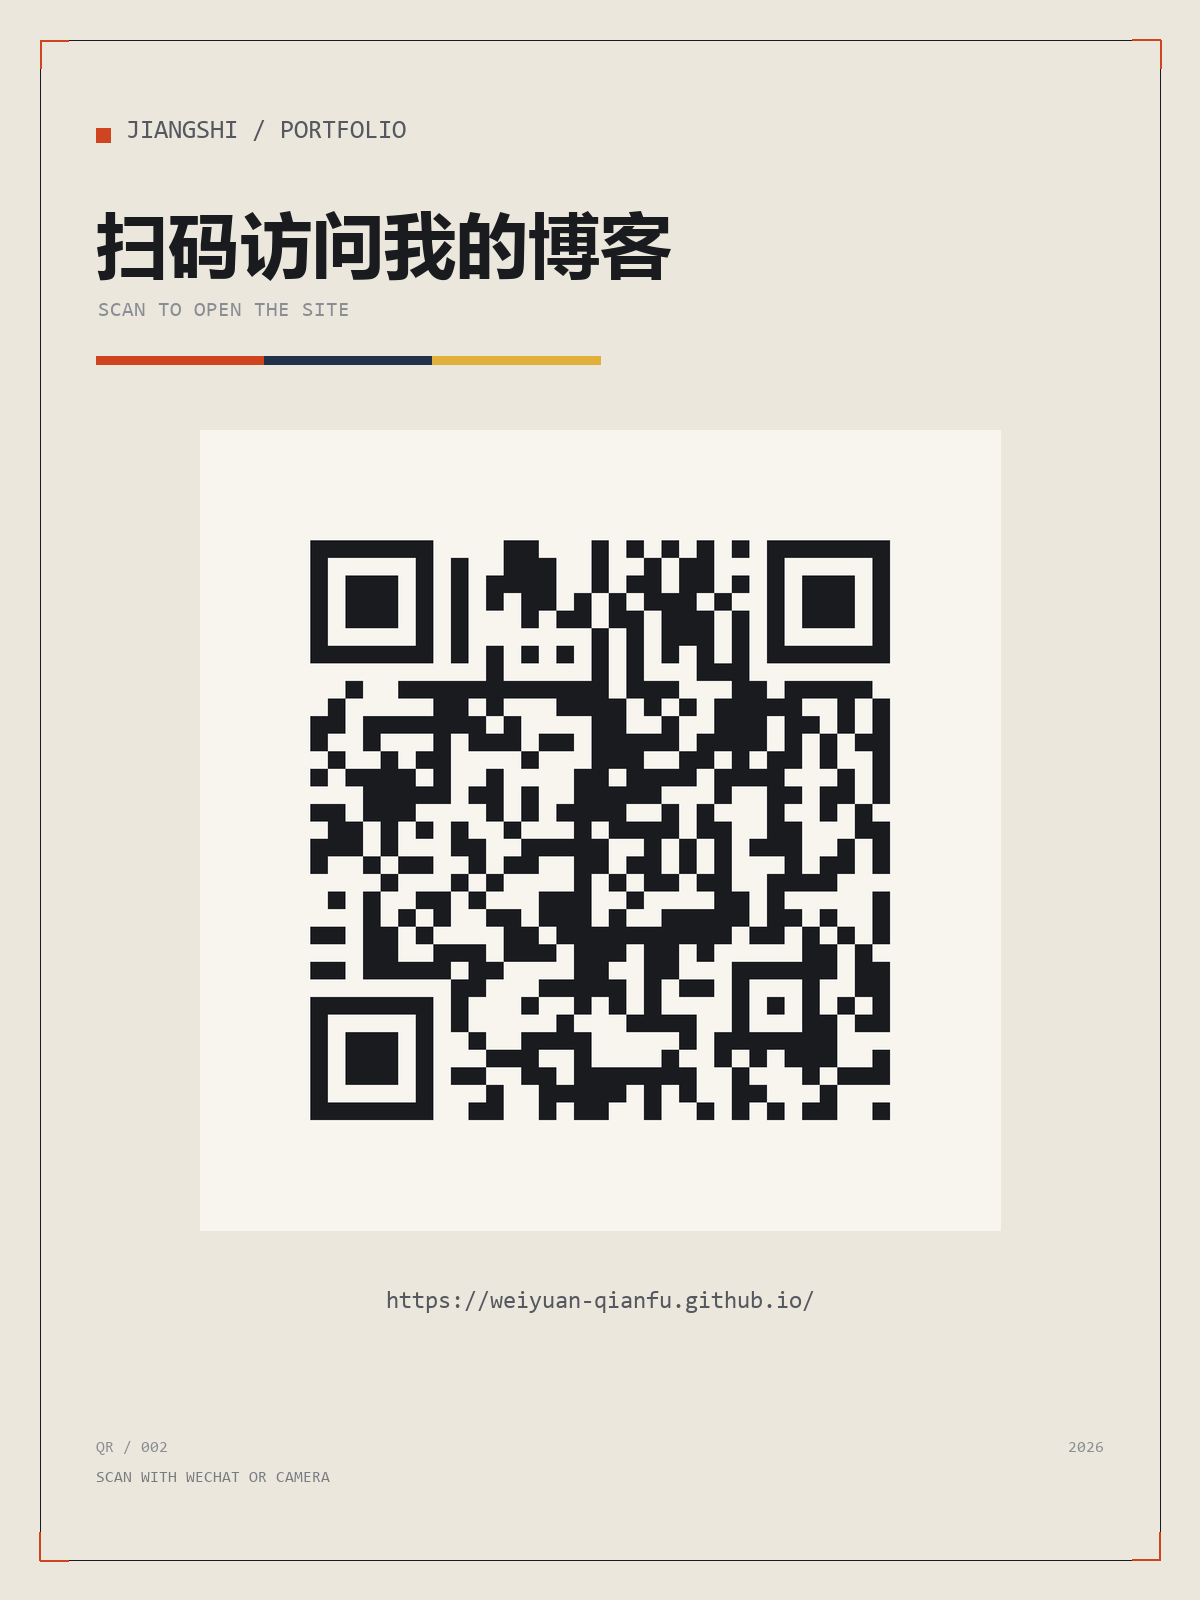 JIANGSHI / PORTFOLIO
扫码访问我的博客
SCAN TO OPEN THE SITE
https://weiyuan-qianfu.github.io/
QR / 002
2026
SCAN WITH WECHAT OR CAMERA